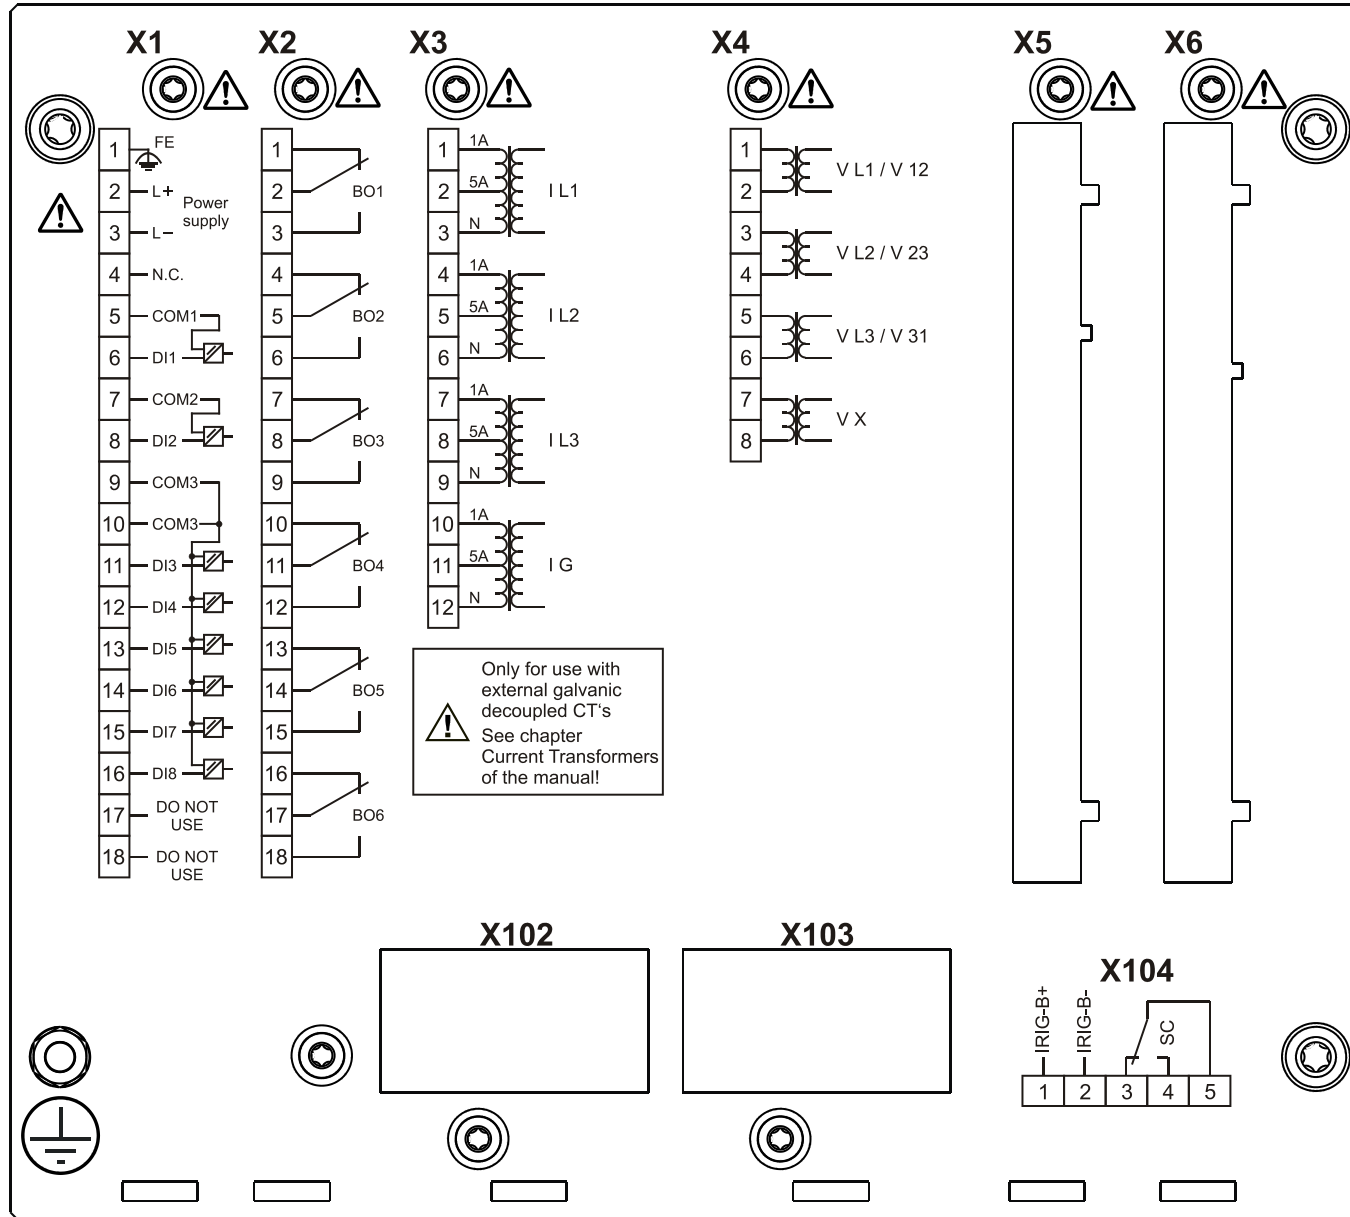 X1
X2
X3
X4
X5
X6
1 FE
2 L+
Power
supply
3 L−
4 N.C.
5 COM1
6 DI1
7 COM2
8 DI2
9 COM3
10 COM3
11 DI3
12 DI4
13 DI5
14 DI6
15 DI7
16 DI8
17 DO NOT
USE
18 DO NOT
USE
1
2 BO1
3
4
5 BO2
6
7
8 BO3
9
10
11 BO4
12
13
14 BO5
15
16
17 BO6
18
1 1A
2 5A I L1
3 N
4 1A
5 5A I L2
6 N
7 1A
8 5A I L3
9 N
10 1A
11 5A I G
12 N
Only for use with
external galvanic
decoupled CT‘s
See chapter
Current Transformers
of the manual!
1
V L1 / V 12
2
3
V L2 / V 23
4
5
V L3 / V 31
6
7
V X
8
X102
X103
X104
IRIG-B+
IRIG-B-
SC
1 2 3 4 5